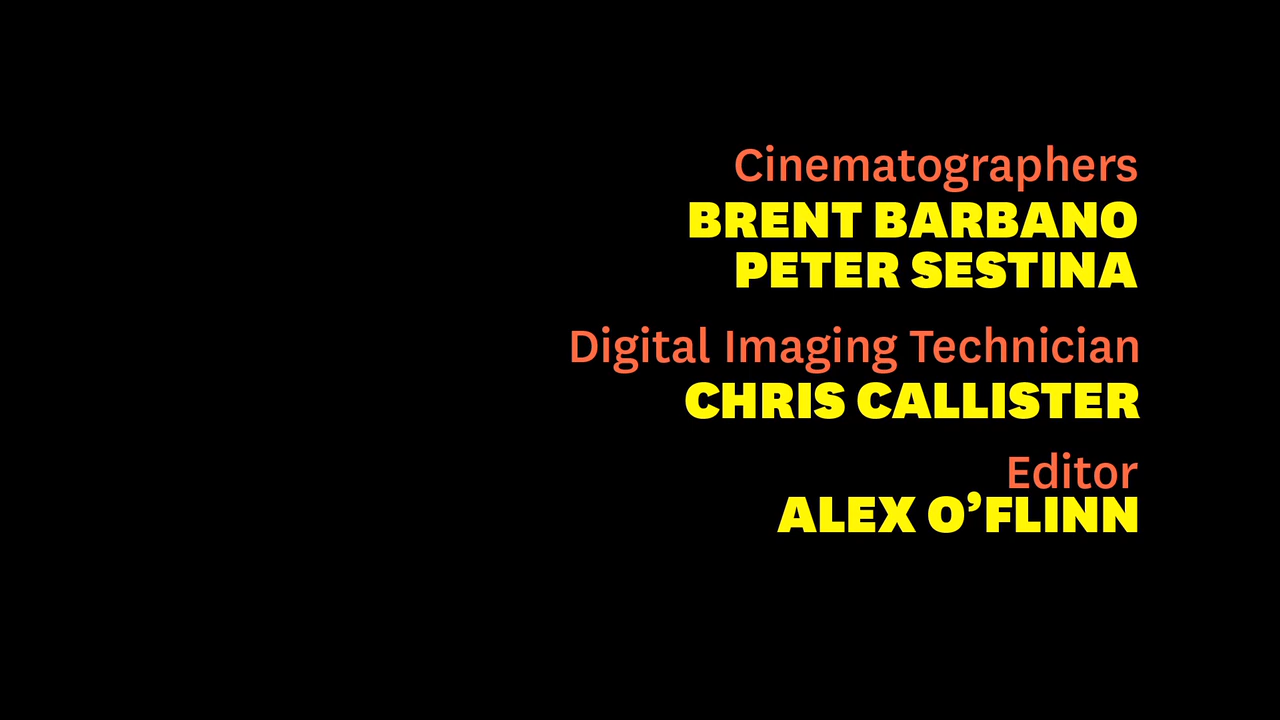 Cinematographers
BRENT BARBANO
PETER SESTINA
Digital Imaging Technician
CHRIS CALLISTER
Editor
ALEX O’FLINN